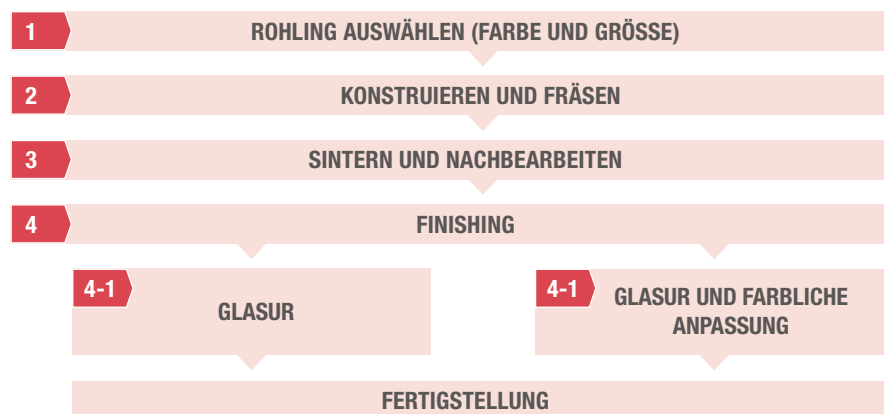 1 ROHLING AUSWÄHLEN (FARBE UND GRÖSSE)
2 KONSTRUIEREN UND FRÄSEN
3 SINTERN UND NACHBEARBEITEN
4 FINISHING
4-1 GLASUR
4-1 GLASUR UND FARBLICHE
ANPASSUNG
FERTIGSTELLUNG